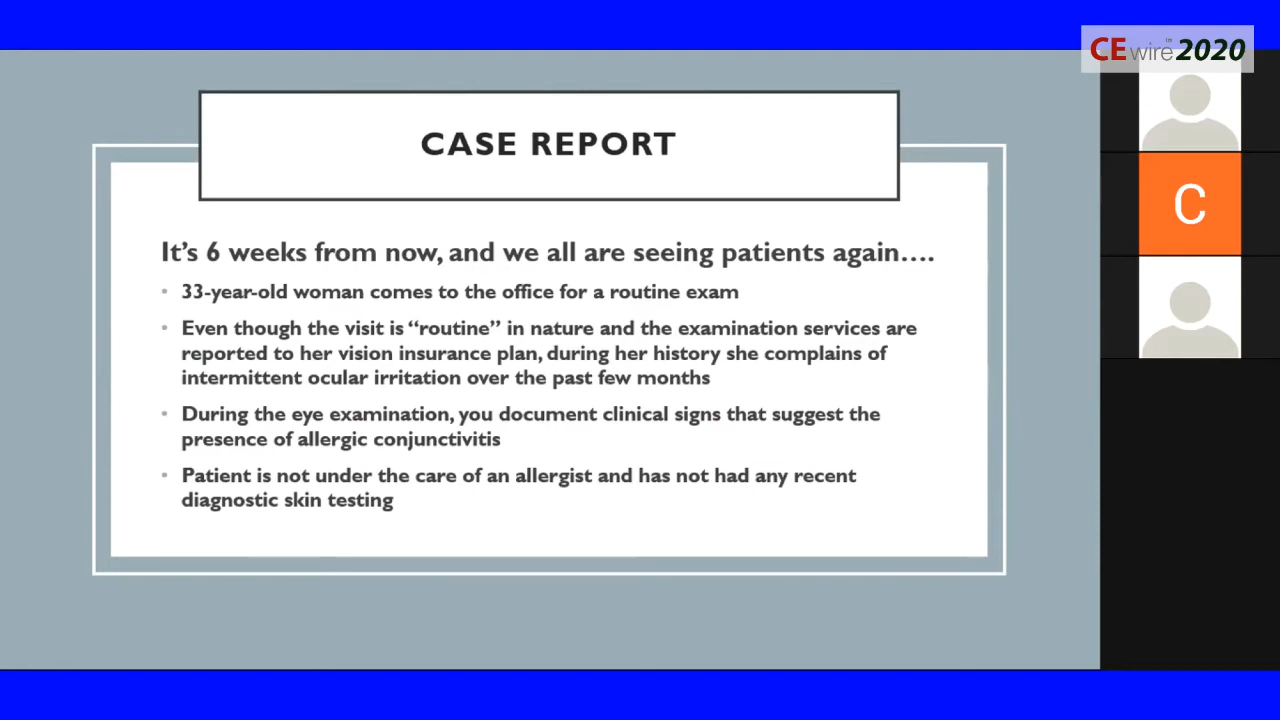 CE wire™ 2020
CASE REPORT
C
It's 6 weeks from now, and we all are seeing patients again....
• 33-year-old woman comes to the office for a routine exam
• Even though the visit is “routine” in nature and the examination services are
reported to her vision insurance plan, during her history she complains of
intermittent ocular irritation over the past few months
• During the eye examination, you document clinical signs that suggest the
presence of allergic conjunctivitis
• Patient is not under the care of an allergist and has not had any recent
diagnostic skin testing